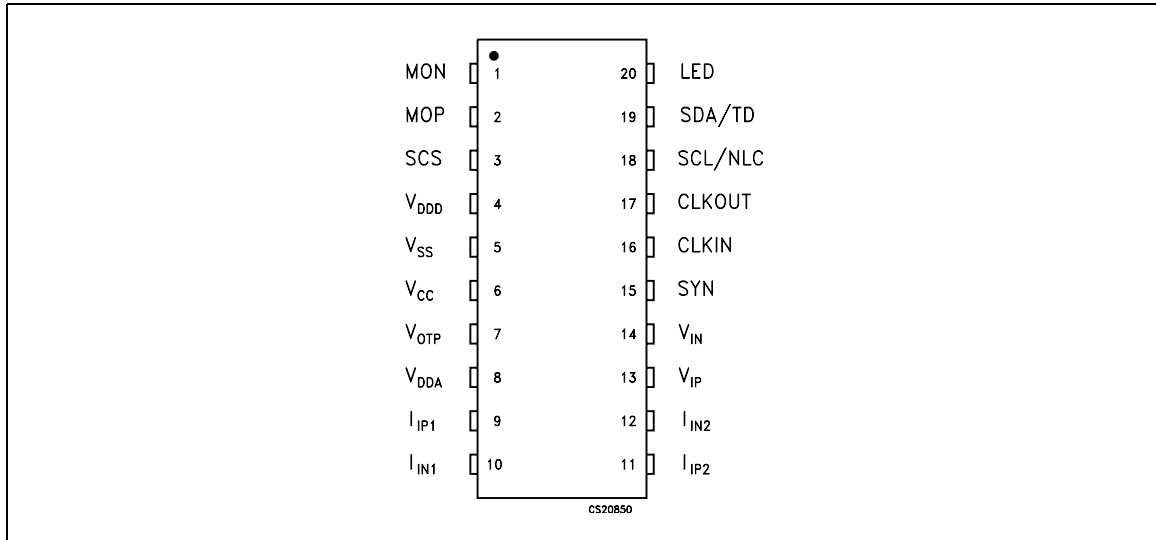 MON 1 20 LED
MOP 2 19 SDA/TD
SCS 3 18 SCL/NLC
VDDD 4 17 CLKOUT
VSS 5 16 CLKIN
VCC 6 15 SYN
VOTP 7 14 VIN
VDDA 8 13 VIP
IIP1 9 12 IIN2
IIN1 10 11 IIP2
CS20850